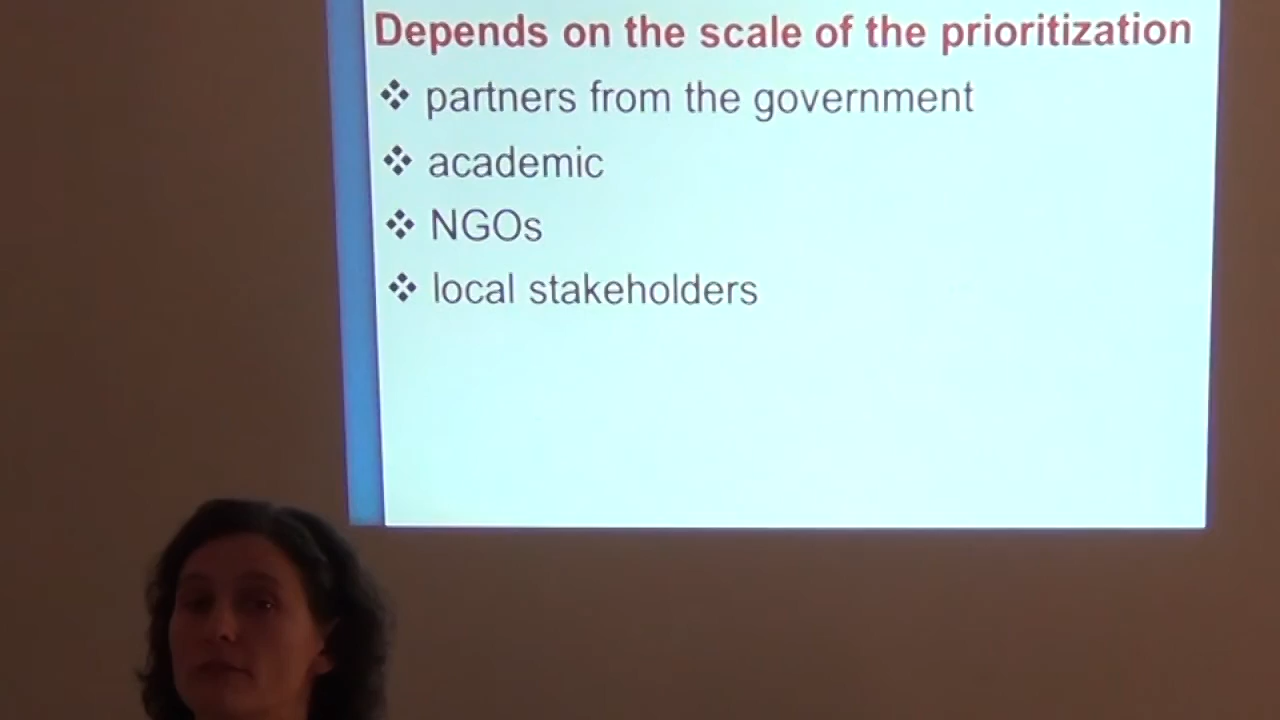 Depends on the scale of the prioritization
❖ partners from the government
❖ academic
❖ NGOs
❖ local stakeholders